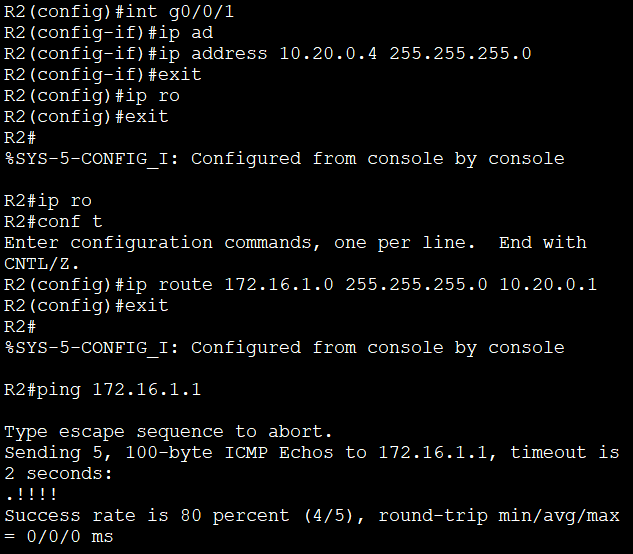 R2(config)#int g0/0/1
R2(config-if)#ip ad
R2(config-if)#ip address 10.20.0.4 255.255.255.0
R2(config-if)#exit
R2(config)#ip ro
R2(config)#exit
R2#
%SYS-5-CONFIG_I: Configured from console by console

R2#ip ro
R2#conf t
Enter configuration commands, one per line.  End with
CNTL/Z.
R2(config)#ip route 172.16.1.0 255.255.255.0 10.20.0.1
R2(config)#exit
R2#
%SYS-5-CONFIG_I: Configured from console by console

R2#ping 172.16.1.1

Type escape sequence to abort.
Sending 5, 100-byte ICMP Echos to 172.16.1.1, timeout is
2 seconds:
.!!!!
Success rate is 80 percent (4/5), round-trip min/avg/max
= 0/0/0 ms